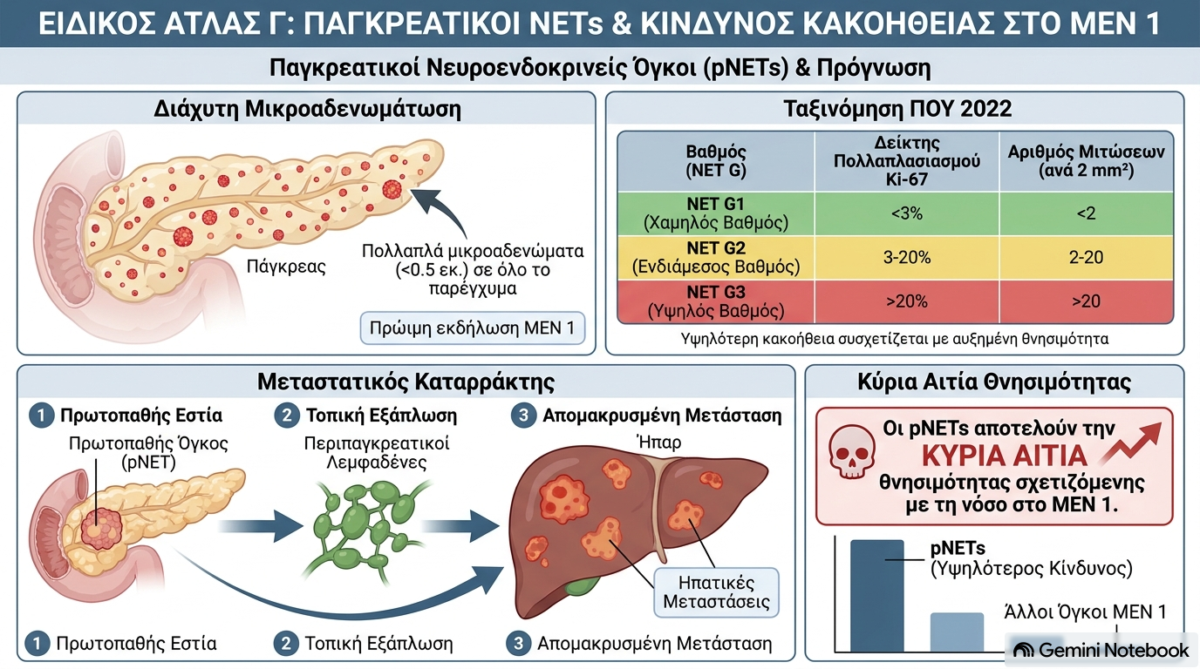 ΕΙΔΙΚΟΣ ΑΤΛΑΣ Γ: ΠΑΓΚΡΕΑΤΙΚΟΙ NETs & ΚΙΝΔΥΝΟΣ ΚΑΚΟΗΘΕΙΑΣ ΣΤΟ MEN 1
Παγκρεατικοί Νευροενδοκρινείς Όγκοι (pNETs) & Πρόγνωση
Διάχυτη Μικροαδενωμάτωση
Πάγκρεας
Πολλαπλά μικροαδενώματα
(<0.5 εκ.) σε όλο το
παρέγχυμα
Πρώιμη εκδήλωση MEN 1
Ταξινόμηση ΠΟΥ 2022
Βαθμός
(NET G)
Δείκτης
Πολλαπλασιασμού
Ki-67
Αριθμός Μιτώσεων
(ανά 2 mm²)
NET G1
(Χαμηλός Βαθμός)
<3%
<2
NET G2
(Ενδιάμεσος Βαθμός)
3-20%
2-20
NET G3
(Υψηλός Βαθμός)
>20%
>20
Υψηλότερη κακοήθεια συσχετίζεται με αυξημένη θνησιμότητα
Μεταστατικός Καταρράκτης
1 Πρωτοπαθής Εστία
Πρωτοπαθής Όγκος
(pNET)
2 Τοπική Εξάπλωση
Περιπαγκρεατικοί
Λεμφαδένες
3 Απομακρυσμένη Μετάσταση
Ήπαρ
Ηπατικές
Μεταστάσεις
1 Πρωτοπαθής Εστία
2 Τοπική Εξάπλωση
3 Απομακρυσμένη Μετάσταση
Κύρια Αιτία Θνησιμότητας
Οι pNETs αποτελούν την
ΚΥΡΙΑ ΑΙΤΙΑ
θνησιμότητας σχετιζόμενης
με τη νόσο στο MEN 1.
pNETs
(Υψηλότερος Κίνδυνος)
Άλλοι Όγκοι MEN 1
Gemini Notebook